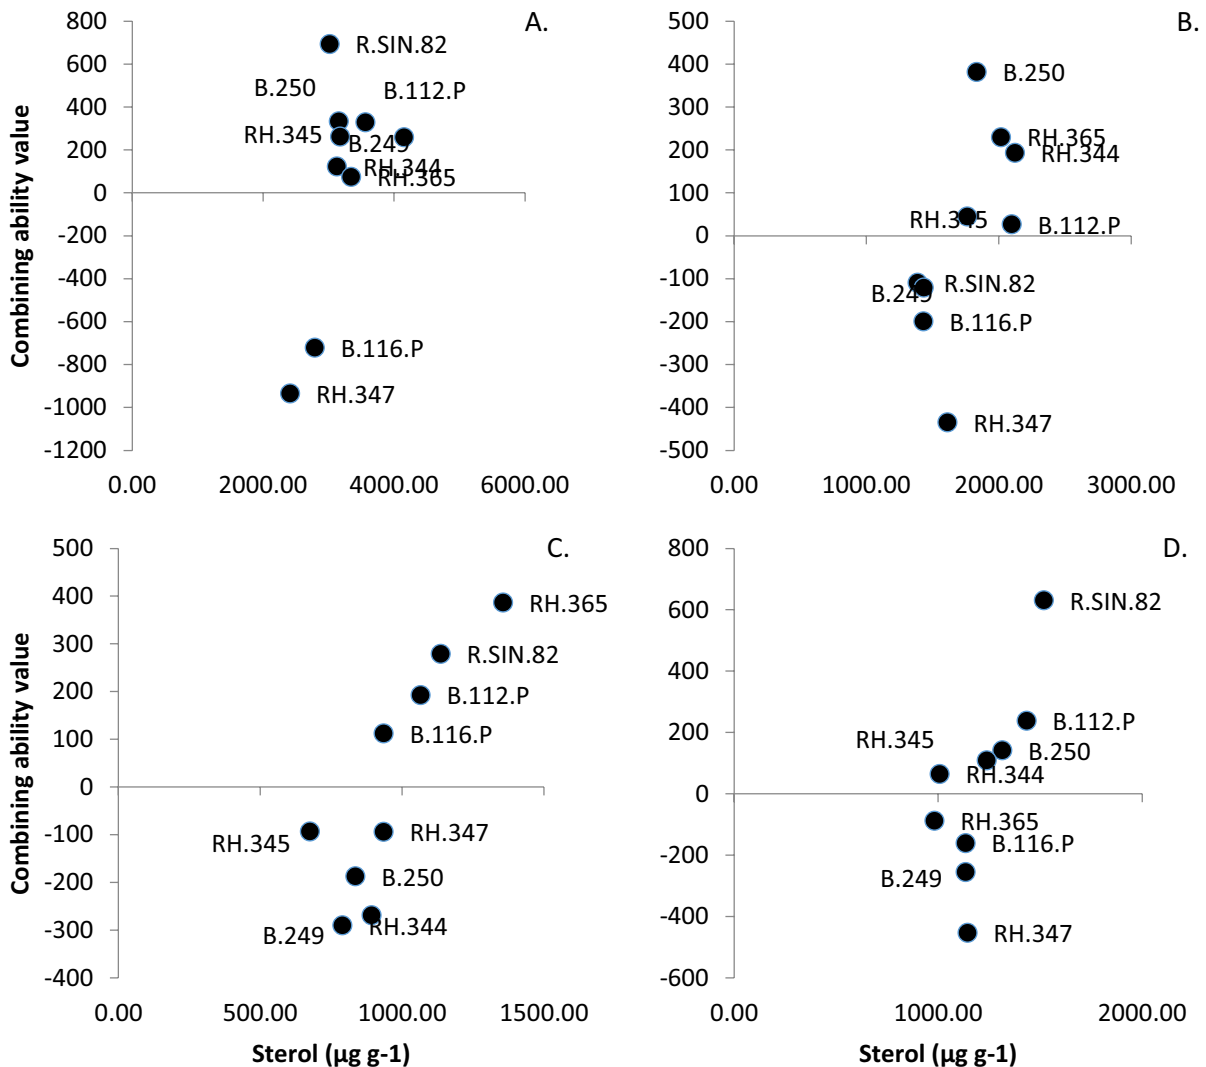 A.
800
600
400
200
0
-200
-400
-600
-800
-1000
-1200
Combining ability value
R.SIN.82
B.250
B.112.P
RH.345
B.249
RH.344
RH.365
B.116.P
RH.347
0.00
2000.00
4000.00
6000.00
B.
500
400
300
200
100
0
-100
-200
-300
-400
-500
B.250
RH.365
RH.344
RH.345
B.112.P
R.SIN.82
B.249
B.116.P
RH.347
0.00
1000.00
2000.00
3000.00
C.
500
400
300
200
100
0
-100
-200
-300
-400
Combining ability value
RH.365
R.SIN.82
B.112.P
B.116.P
RH.345
RH.347
B.250
RH.344
B.249
0.00
500.00
1000.00
1500.00
Sterol (µg g-1)
D.
800
600
400
200
0
-200
-400
-600
R.SIN.82
B.112.P
RH.345
B.250
RH.344
RH.365
B.116.P
B.249
RH.347
0.00
1000.00
2000.00
Sterol (µg g-1)